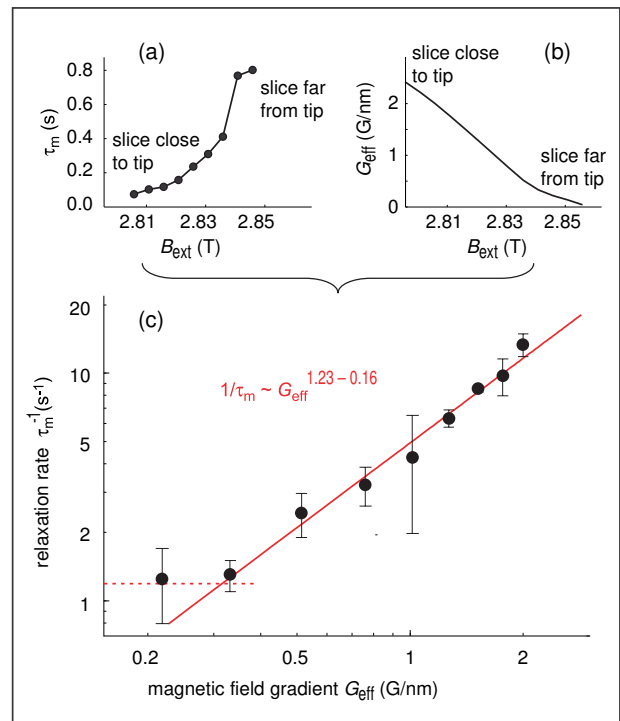 (a)
τm (s)
0.8
0.6
0.4
0.2
0.0
slice far
from tip
slice close
to tip
2.81 2.83 2.85
Bext (T)
(b)
Geff (G/nm)
2
1
0
slice close
to tip
slice far
from tip
2.81 2.83 2.85
Bext (T)
(c)
relaxation rate τm-1(s-1)
20
10
5
2
1
1/τm ~ Geff1.23 – 0.16
0.2 0.5 1 2
magnetic field gradient Geff (G/nm)